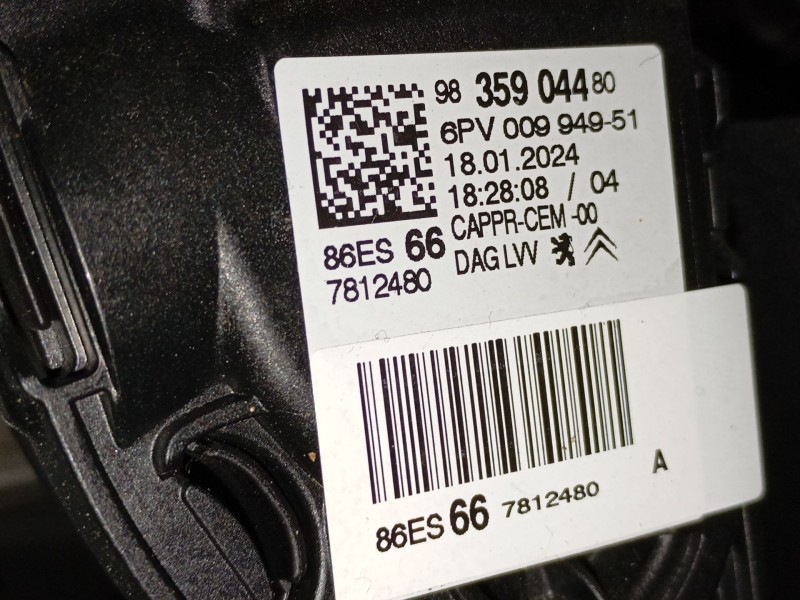 98 359 044 80
6PV 009 949-51
18.01.2024
18:28:08 / 04
CAPPR-CEM -00
DAG LVV
86ES 66
7812480
A
86ES 66 7812480